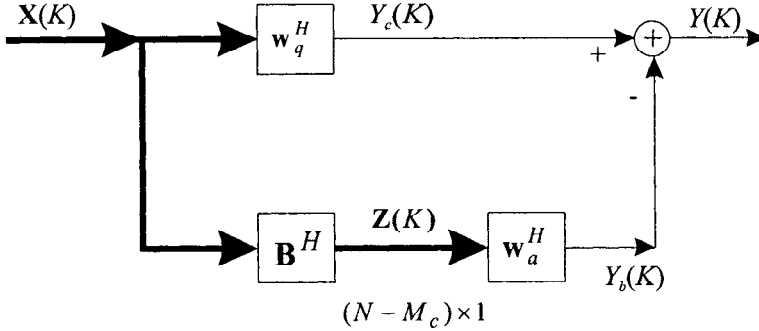 X(K)
w_q^H
Y_c(K)
+
+
Y(K)
-
B^H
Z(K)
w_a^H
Y_b(K)
(N − M_c) × 1